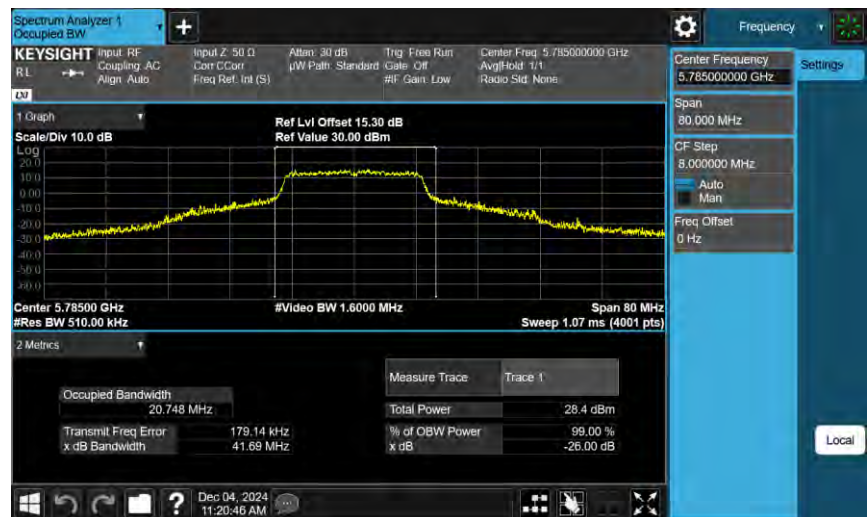 Spectrum Analyzer 1
Occupied BW
Frequency
KEYSIGHT
RL
LXI
Input: RF
Coupling: AC
Align: Auto
Input Z: 50 Ω
Corr CCorr
Freq Ref: Int (S)
Atten: 30 dB
µW Path: Standard
Trig: Free Run
Gate: Off
#IF Gain: Low
Center Freq: 5.785000000 GHz
Avg|Hold: 1/1
Radio Std: None
Center Frequency
5.785000000 GHz
Settings
Span
80.000 MHz
CF Step
8.000000 MHz
Auto
Man
Freq Offset
0 Hz
Local
1 Graph
Scale/Div 10.0 dB
Ref Lvl Offset 15.30 dB
Ref Value 30.00 dBm
Log
20.0
10.0
0.00
-10.0
-20.0
-30.0
-40.0
-50.0
Center 5.78500 GHz
#Res BW 510.00 kHz
#Video BW 1.6000 MHz
Span 80 MHz
Sweep 1.07 ms (4001 pts)
2 Metrics
Measure Trace Trace 1
Occupied Bandwidth
20.748 MHz
Total Power 28.4 dBm
Transmit Freq Error 179.14 kHz
% of OBW Power 99.00 %
x dB Bandwidth 41.69 MHz
x dB -26.00 dB
?
Dec 04, 2024
11:20:46 AM